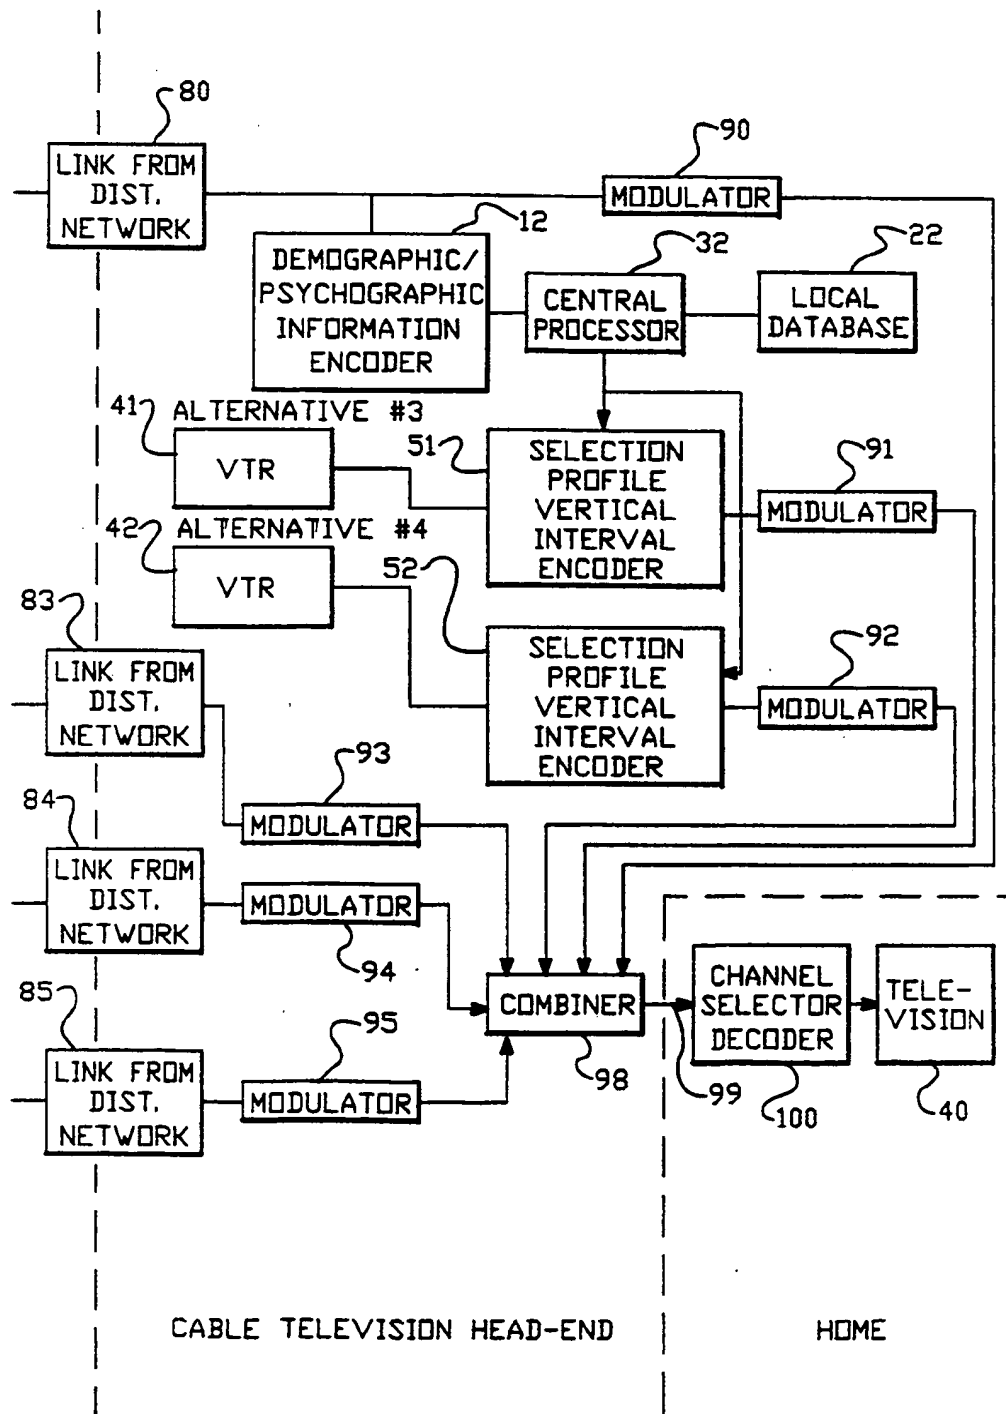 80
LINK FROM
DIST.
NETWORK
90
MODULATOR
12
DEMOGRAPHIC/
PSYCHOGRAPHIC
INFORMATION
ENCODER
32
CENTRAL
PROCESSOR
22
LOCAL
DATABASE
41
ALTERNATIVE #3
VTR
51
SELECTION
PROFILE
VERTICAL
INTERVAL
ENCODER
91
MODULATOR
42
ALTERNATIVE #4
VTR
52
SELECTION
PROFILE
VERTICAL
INTERVAL
ENCODER
92
MODULATOR
83
LINK FROM
DIST.
NETWORK
93
MODULATOR
84
LINK FROM
DIST.
NETWORK
MODULATOR
94
85
LINK FROM
DIST.
NETWORK
95
MODULATOR
COMBINER
98
99
CHANNEL
SELECTOR
DECODER
100
TELE-
VISION
40
CABLE TELEVISION HEAD-END
HOME